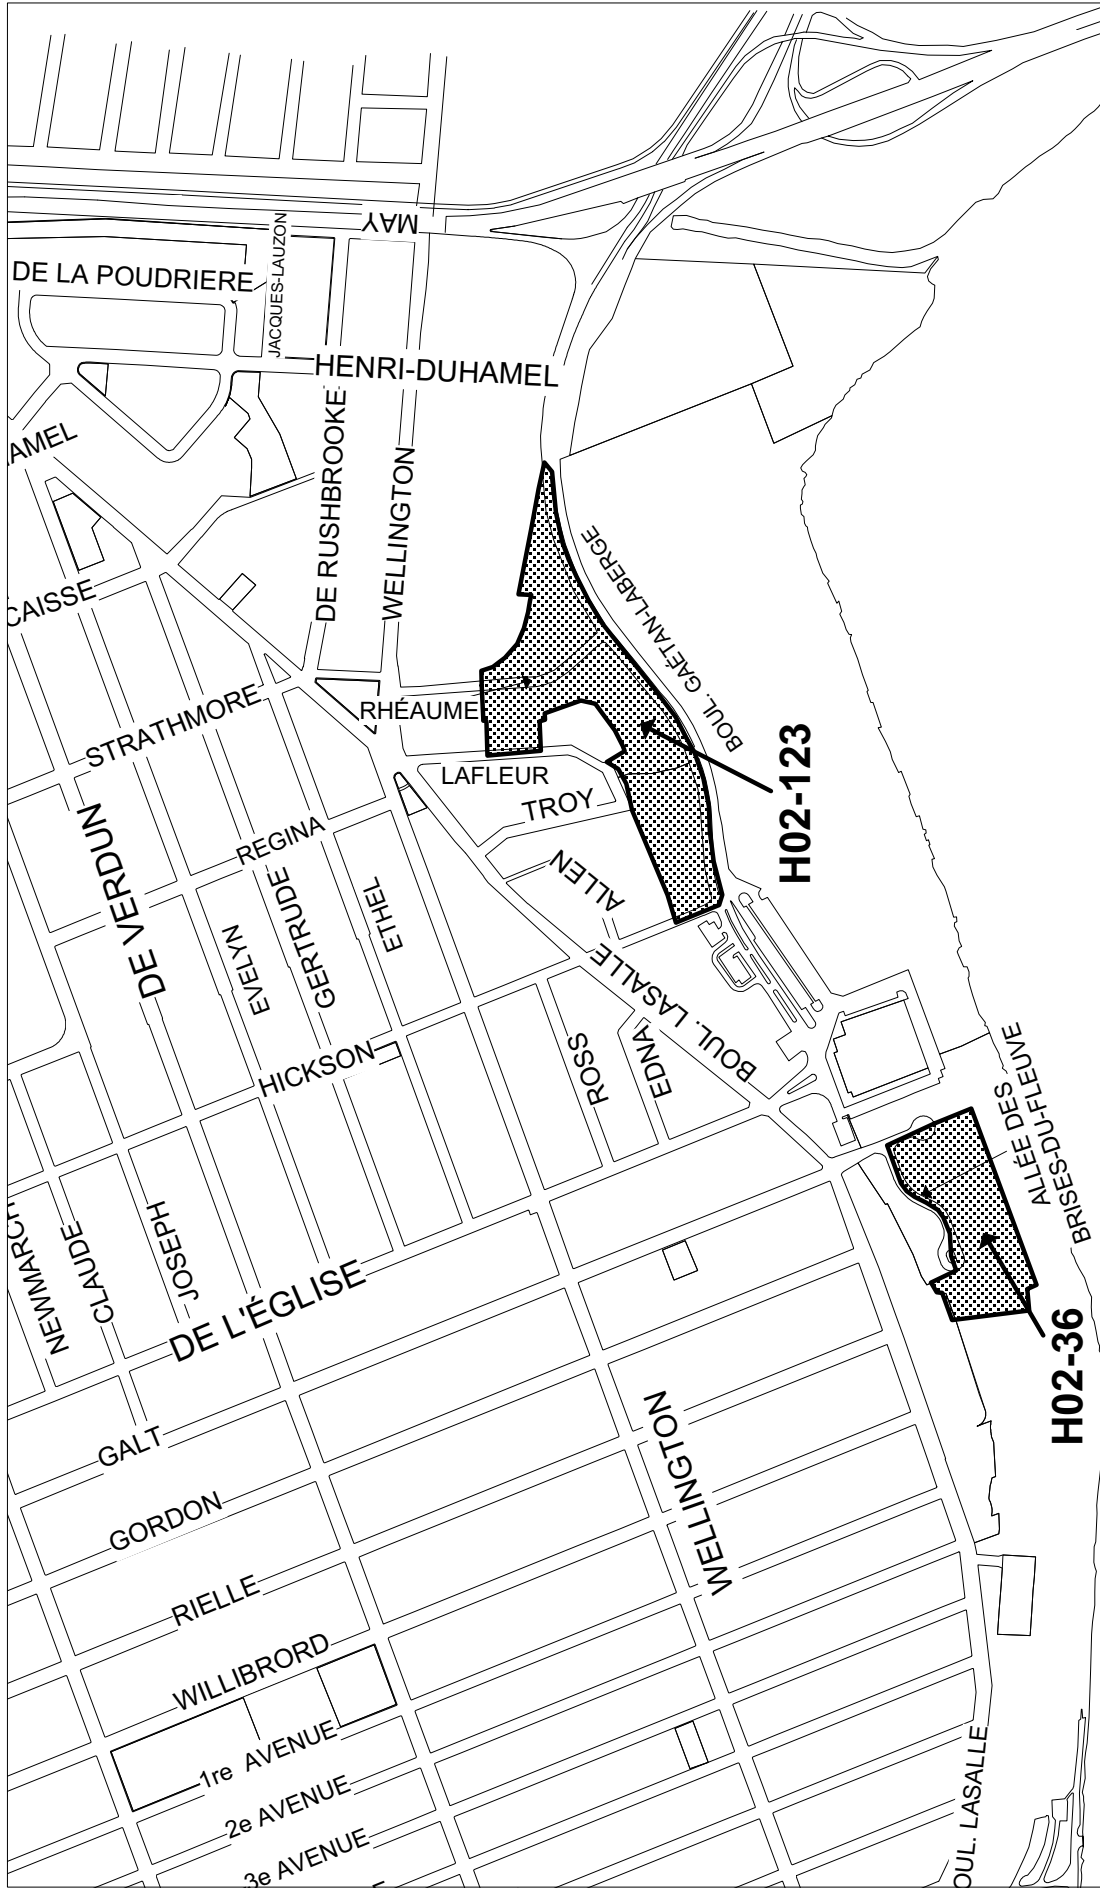 MAY
JACQUES-LAUZON
DE LA POUDRIERE
HENRI-DUHAMEL
AMEL
DE RUSHBROOKE
WELLINGTON
CAISSE
BOUL. GAÉTAN-LABERGE
STRATHMORE
RHÉAUME
H02-123
LAFLEUR
TROY
DE VERDUN
REGINA
ALLEN
GERTRUDE
ETHEL
EVELYN
BOUL. LASALLE
HICKSON
ROSS
EDNA
ALLÉE DES
BRISES-DU-FLEUVE
NEWMARCH
CLAUDE
JOSEPH
DE L'ÉGLISE
H02-36
GALT
WELLINGTON
GORDON
RIELLE
WILLIBRORD
1re AVENUE
2e AVENUE
3e AVENUE
OUL. LASALLE